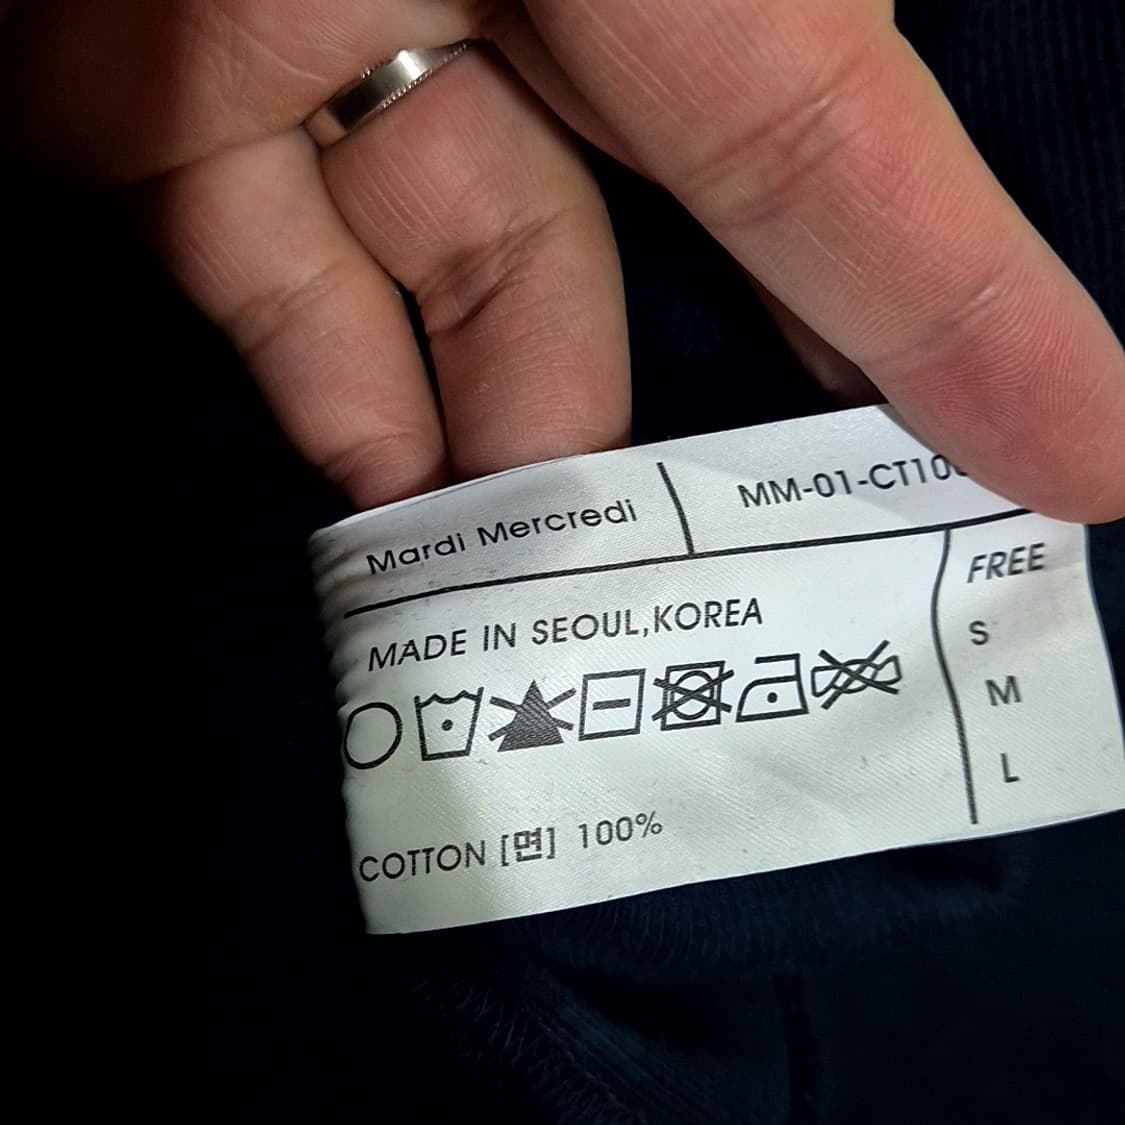 Mardi Mercredi
MM-01-CT10
MADE IN SEOUL,KOREA
FREE
S
M
L
COTTON [면] 100%